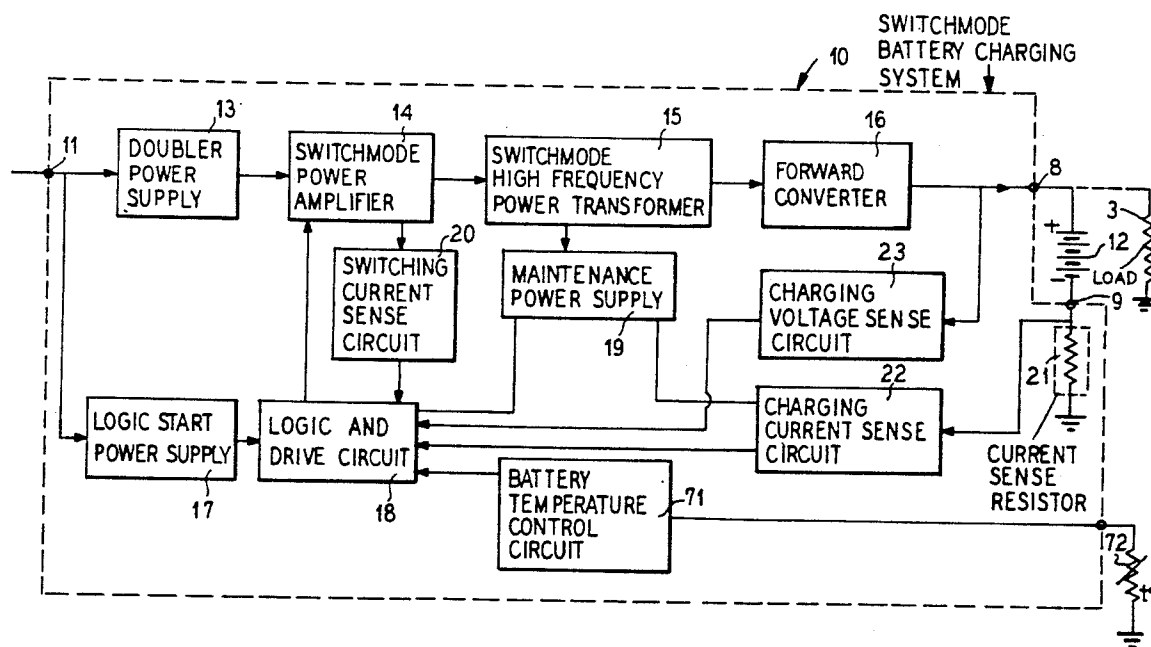 SWITCHMODE
BATTERY CHARGING
SYSTEM
10
13
14
15
16
11
DOUBLER
POWER
SUPPLY
SWITCHMODE
POWER
AMPLIFIER
SWITCHMODE
HIGH FREQUENCY
POWER TRANSFORMER
FORWARD
CONVERTER
8
3
+
12
−
LOAD
9
20
SWITCHING
CURRENT
SENSE
CIRCUIT
MAINTENANCE
POWER SUPPLY
19
23
CHARGING
VOLTAGE SENSE
CIRCUIT
21
22
LOGIC START
POWER SUPPLY
17
LOGIC AND
DRIVE CIRCUIT
18
CHARGING
CURRENT SENSE
CIRCUIT
CURRENT
SENSE
RESISTOR
BATTERY
TEMPERATURE
CONTROL
CIRCUIT
71
72
t°